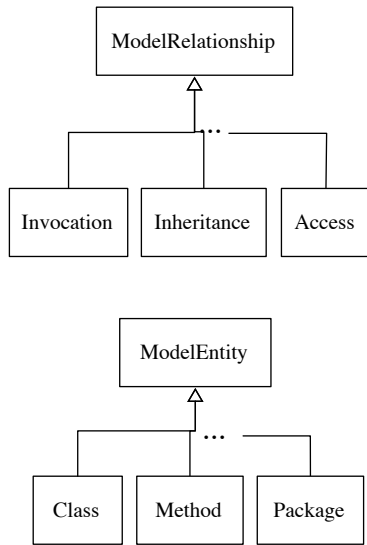 ModelRelationship
...
Invocation
Inheritance
Access
ModelEntity
...
Class
Method
Package